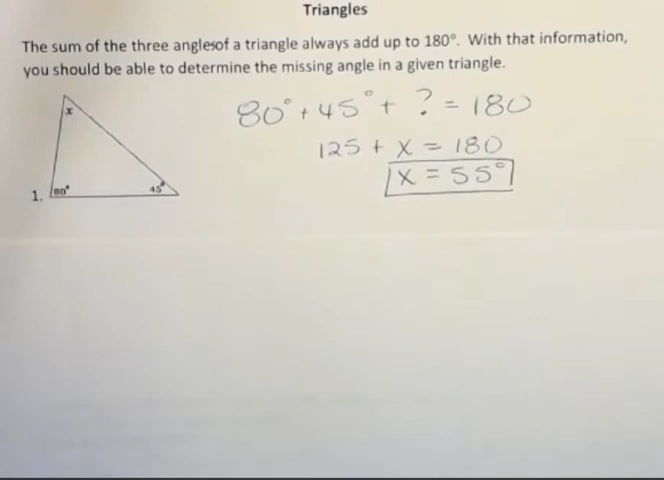 Triangles
The sum of the three anglesof a triangle always add up to 180°. With that information,
you should be able to determine the missing angle in a given triangle.
80° + 45° + ? = 180
125 + x = 180
x = 55°
x
1. 80° 45°